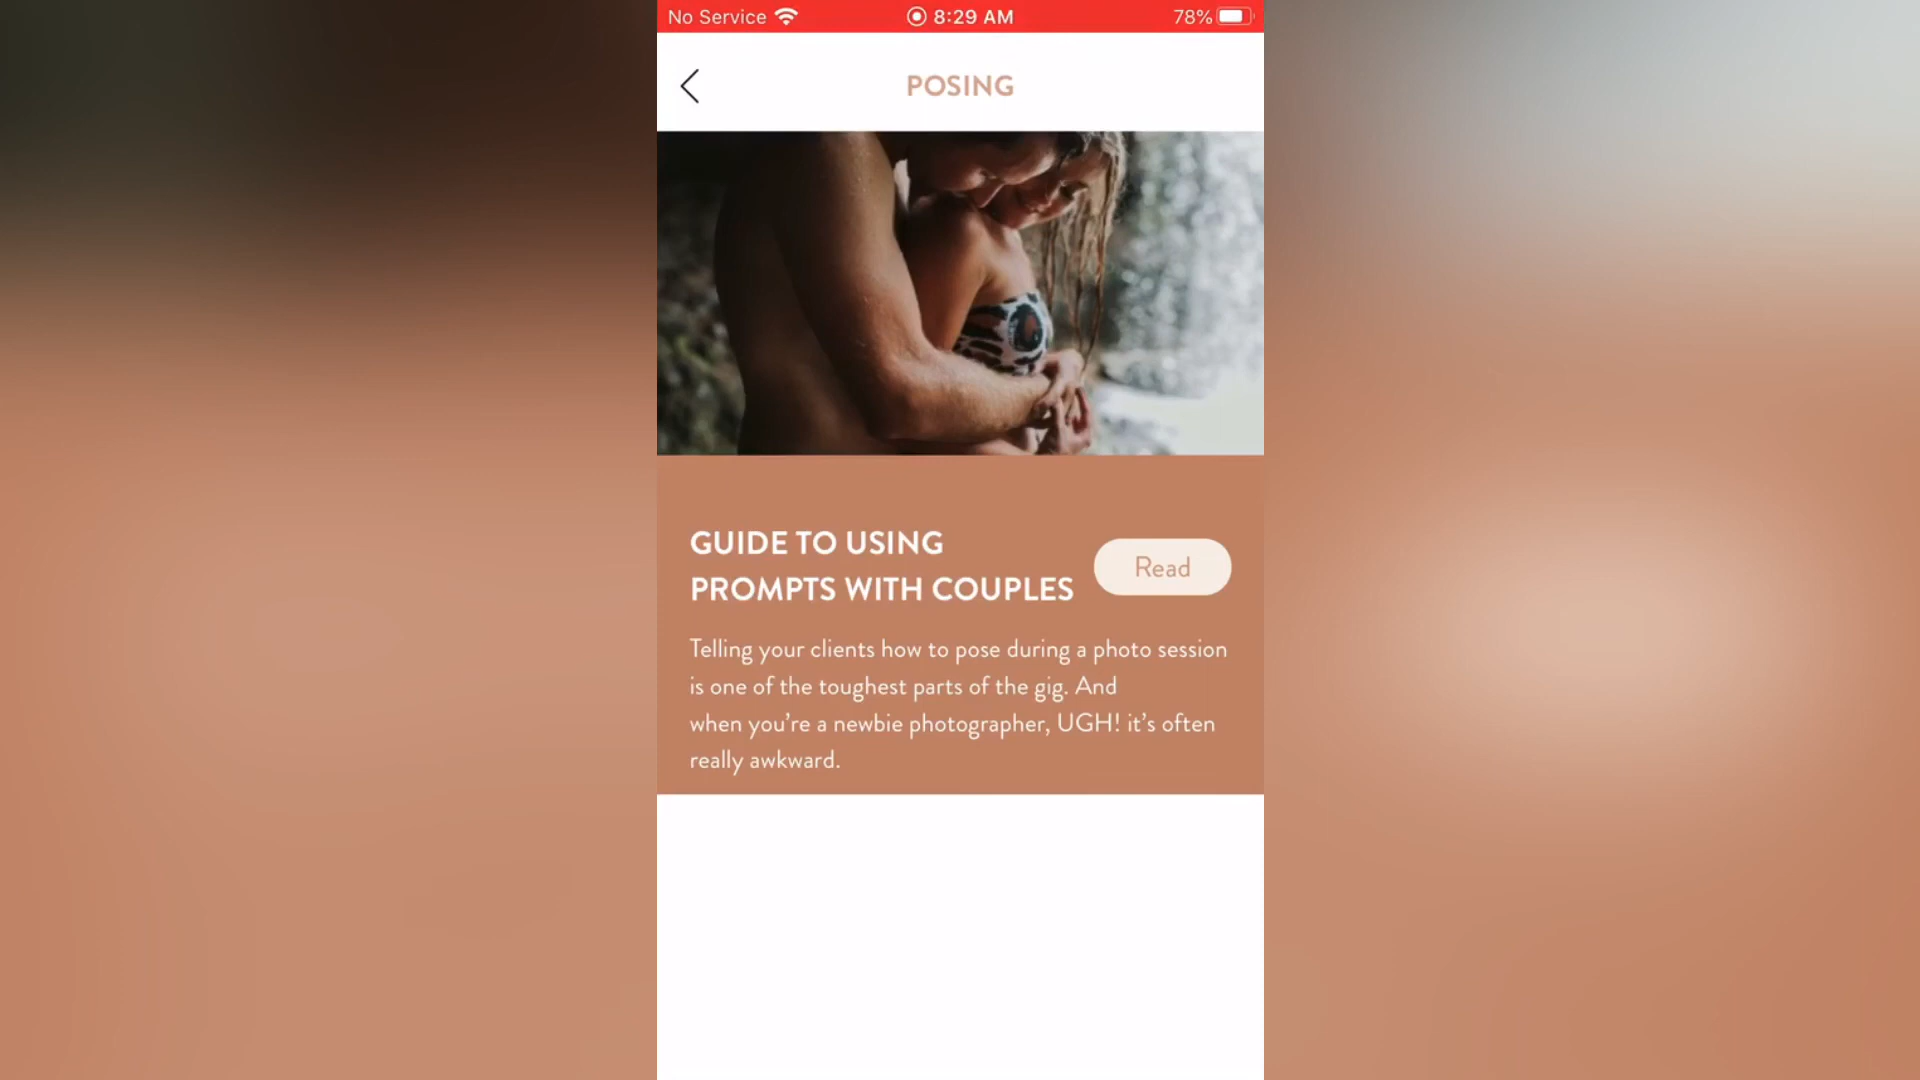 No Service 8:29 AM 78%
POSING
GUIDE TO USING
PROMPTS WITH COUPLES
Read
Telling your clients how to pose during a photo session
is one of the toughest parts of the gig. And
when you’re a newbie photographer, UGH! it’s often
really awkward.